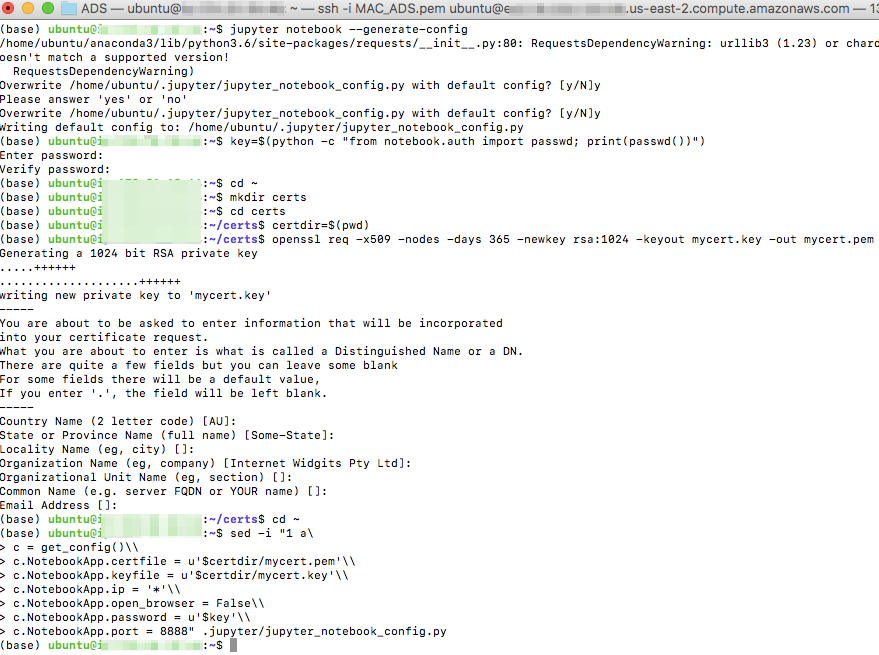 ADS — ubuntu@ ~ — ssh -i MAC_ADS.pem ubuntu@e .us-east-2.compute.amazonaws.com — 13
(base) ubuntu@i :~$ jupyter notebook --generate-config
/home/ubuntu/anaconda3/lib/python3.6/site-packages/requests/__init__.py:80: RequestsDependencyWarning: urllib3 (1.23) or chard
oesn't match a supported version!
RequestsDependencyWarning)
Overwrite /home/ubuntu/.jupyter/jupyter_notebook_config.py with default config? [y/N]y
Please answer 'yes' or 'no'
Overwrite /home/ubuntu/.jupyter/jupyter_notebook_config.py with default config? [y/N]y
Writing default config to: /home/ubuntu/.jupyter/jupyter_notebook_config.py
(base) ubuntu@i :~$ key=$(python -c "from notebook.auth import passwd; print(passwd())")
Enter password:
Verify password:
(base) ubuntu@i :~$ cd ~
(base) ubuntu@i :~$ mkdir certs
(base) ubuntu@i :~$ cd certs
(base) ubuntu@i :~/certs$ certdir=$(pwd)
(base) ubuntu@i :~/certs$ openssl req -x509 -nodes -days 365 -newkey rsa:1024 -keyout mycert.key -out mycert.pem
Generating a 1024 bit RSA private key
.....++++++
....................++++++
writing new private key to 'mycert.key'
-----
You are about to be asked to enter information that will be incorporated
into your certificate request.
What you are about to enter is what is called a Distinguished Name or a DN.
There are quite a few fields but you can leave some blank
For some fields there will be a default value,
If you enter '.', the field will be left blank.
-----
Country Name (2 letter code) [AU]:
State or Province Name (full name) [Some-State]:
Locality Name (eg, city) []:
Organization Name (eg, company) [Internet Widgits Pty Ltd]:
Organizational Unit Name (eg, section) []:
Common Name (e.g. server FQDN or YOUR name) []:
Email Address []:
(base) ubuntu@i :~/certs$ cd ~
(base) ubuntu@i :~$ sed -i "1 a\
> c = get_config()\\
> c.NotebookApp.certfile = u'$certdir/mycert.pem'\\
> c.NotebookApp.keyfile = u'$certdir/mycert.key'\\
> c.NotebookApp.ip = '*'\\
> c.NotebookApp.open_browser = False\\
> c.NotebookApp.password = u'$key'\\
> c.NotebookApp.port = 8888" .jupyter/jupyter_notebook_config.py
(base) ubuntu@i :~$